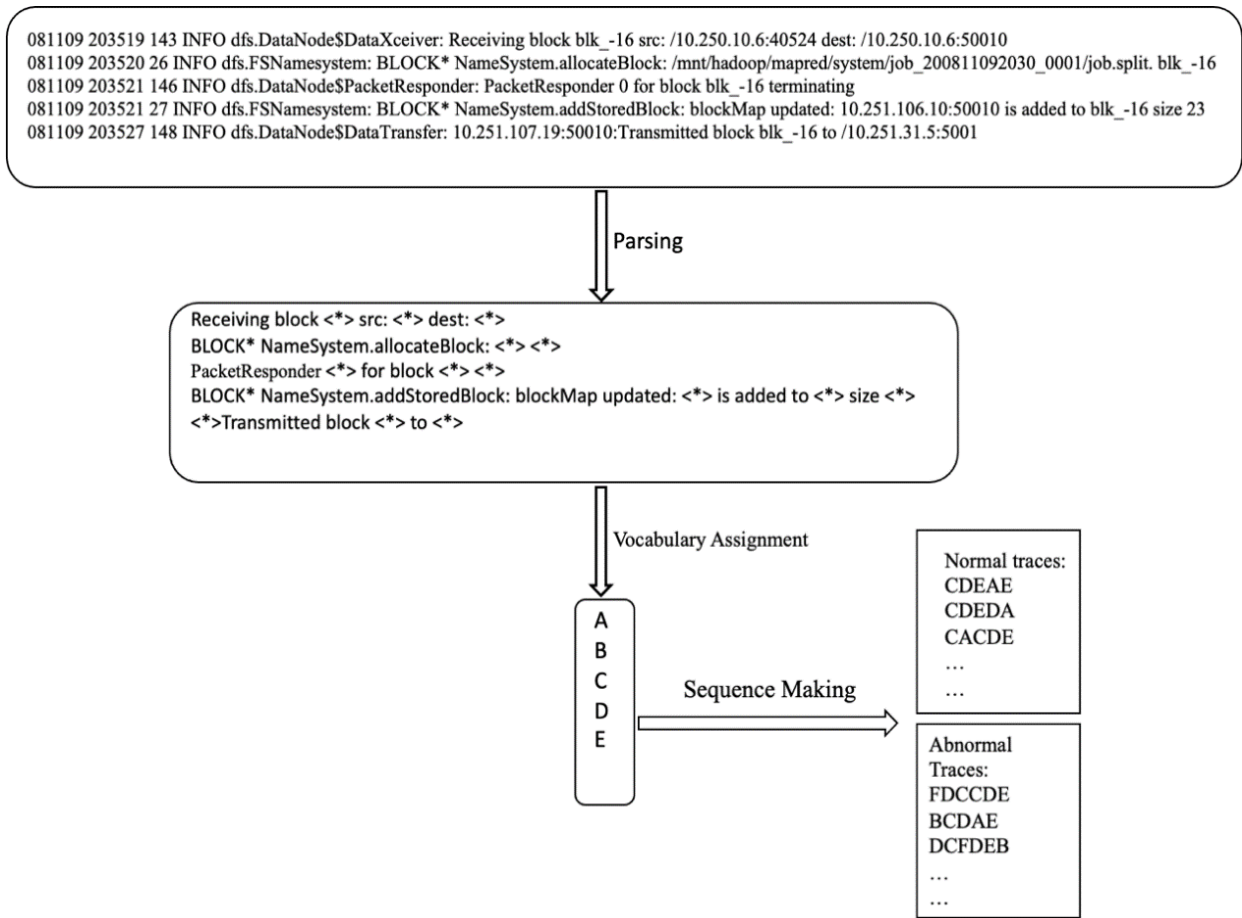 081109 203519 143 INFO dfs.DataNode$DataXceiver: Receiving block blk_-16 src: /10.250.10.6:40524 dest: /10.250.10.6:50010
081109 203520 26 INFO dfs.FSNamesystem: BLOCK* NameSystem.allocateBlock: /mnt/hadoop/mapred/system/job_200811092030_0001/job.split. blk_-16
081109 203521 146 INFO dfs.DataNode$PacketResponder: PacketResponder 0 for block blk_-16 terminating
081109 203521 27 INFO dfs.FSNamesystem: BLOCK* NameSystem.addStoredBlock: blockMap updated: 10.251.106.10:50010 is added to blk_-16 size 23
081109 203527 148 INFO dfs.DataNode$DataTransfer: 10.251.107.19:50010:Transmitted block blk_-16 to /10.251.31.5:5001
Parsing
Receiving block <*> src: <*> dest: <*>
BLOCK* NameSystem.allocateBlock: <*> <*>
PacketResponder <*> for block <*> <*>
BLOCK* NameSystem.addStoredBlock: blockMap updated: <*> is added to <*> size <*>
<*>Transmitted block <*> to <*>
Vocabulary Assignment
A
B
C
D
E
Sequence Making
Normal traces:
CDEAE
CDEDA
CACDE
…
…
Abnormal
Traces:
FDCCDE
BCDAE
DCFDEB
…
…